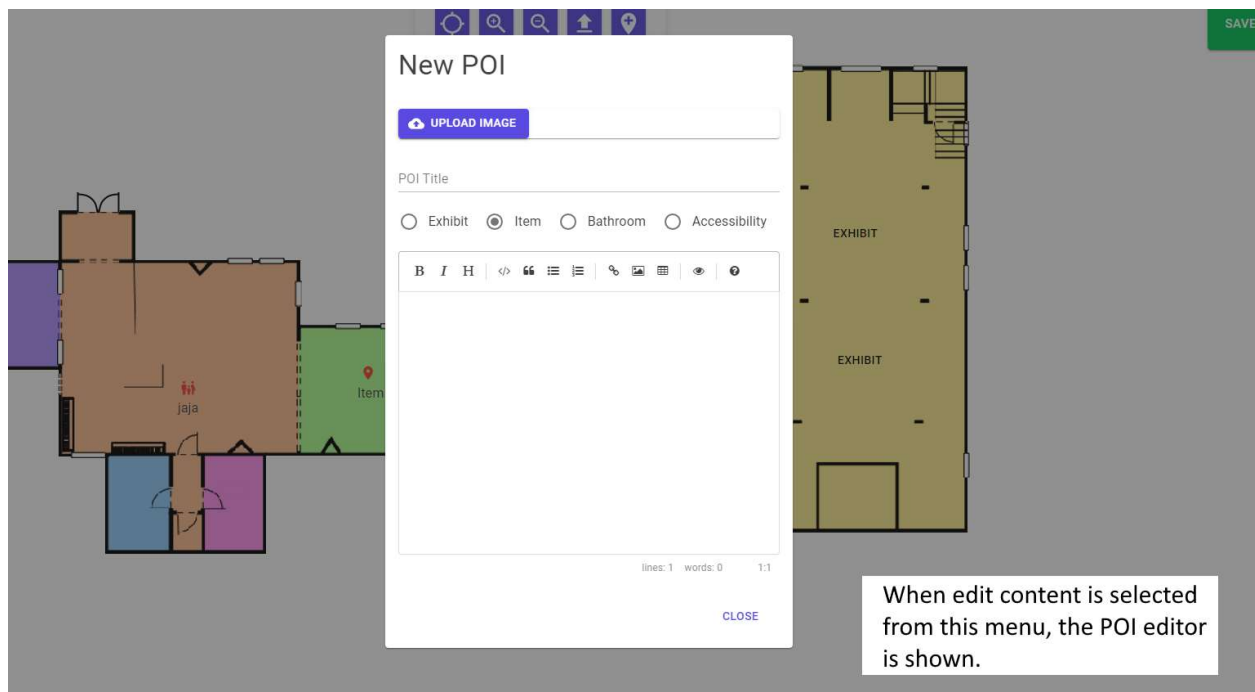 SAVE
New POI
UPLOAD IMAGE
POI Title
Exhibit Item Bathroom Accessibility
B I H
lines: 1 words: 0 1:1
CLOSE
jaja
Item
EXHIBIT
EXHIBIT
When edit content is selected
from this menu, the POI editor
is shown.